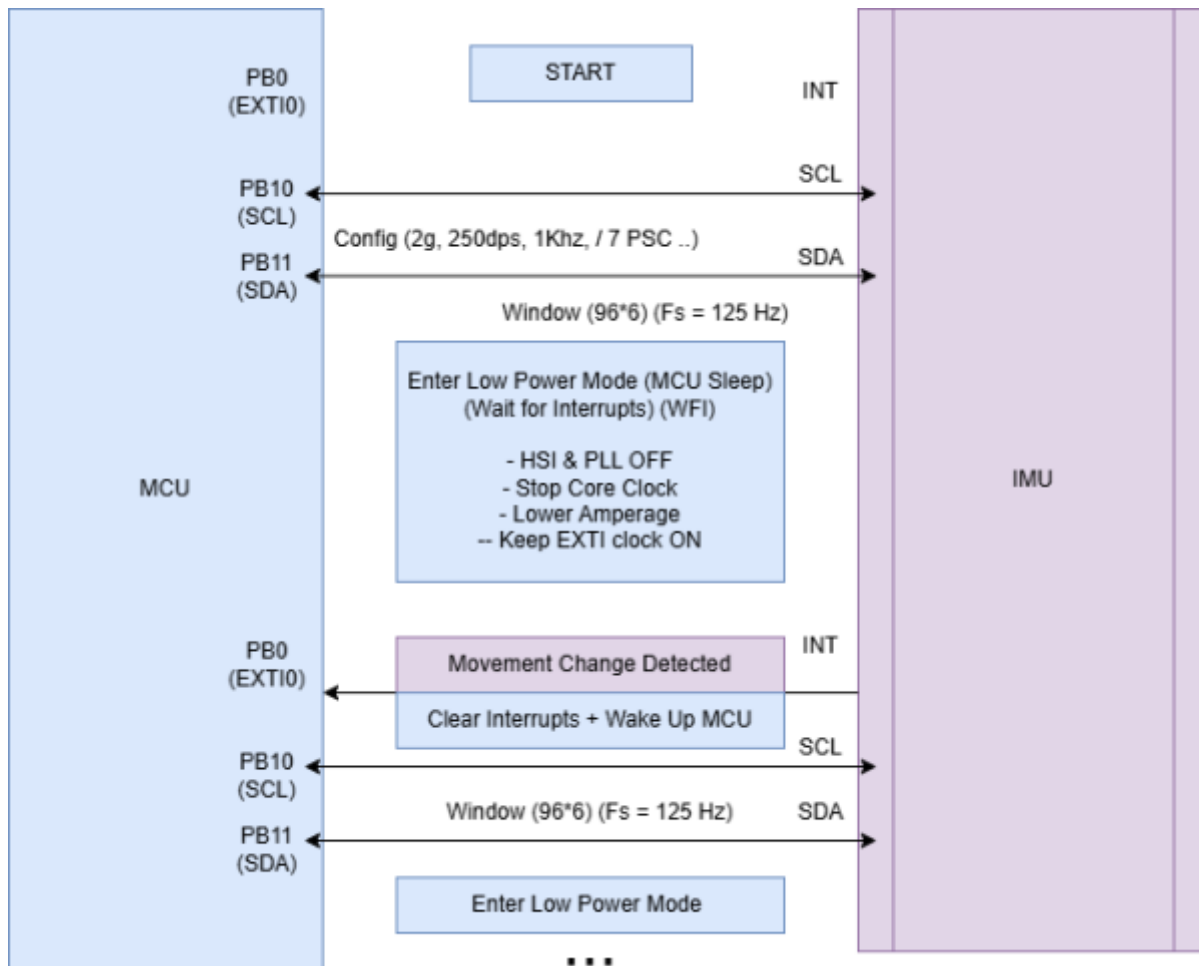 START
PB0
(EXTI0)
INT
SCL
PB10
(SCL)
Config (2g, 250dps, 1Khz, / 7 PSC ..)
SDA
PB11
(SDA)
Window (96*6) (Fs = 125 Hz)
Enter Low Power Mode (MCU Sleep)
(Wait for Interrupts) (WFI)
- HSI & PLL OFF
- Stop Core Clock
- Lower Amperage
-- Keep EXTI clock ON
MCU
IMU
PB0
(EXTI0)
INT
Movement Change Detected
Clear Interrupts + Wake Up MCU
SCL
PB10
(SCL)
Window (96*6) (Fs = 125 Hz)
SDA
PB11
(SDA)
Enter Low Power Mode
...